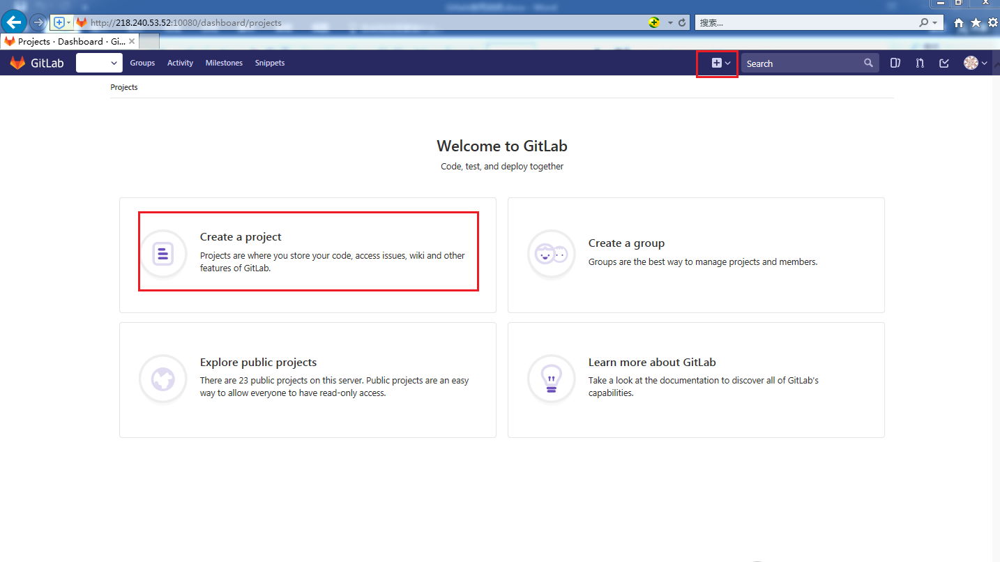 http://218.240.53.52:10080/dashboard/projects
搜索...
Projects · Dashboard · Gi...
GitLab
Groups
Activity
Milestones
Snippets
Search
Projects
Welcome to GitLab
Code, test, and deploy together
Create a project
Projects are where you store your code, access issues, wiki and other
features of GitLab.
Create a group
Groups are the best way to manage projects and members.
Explore public projects
There are 23 public projects on this server. Public projects are an easy
way to allow everyone to have read-only access.
Learn more about GitLab
Take a look at the documentation to discover all of GitLab's
capabilities.